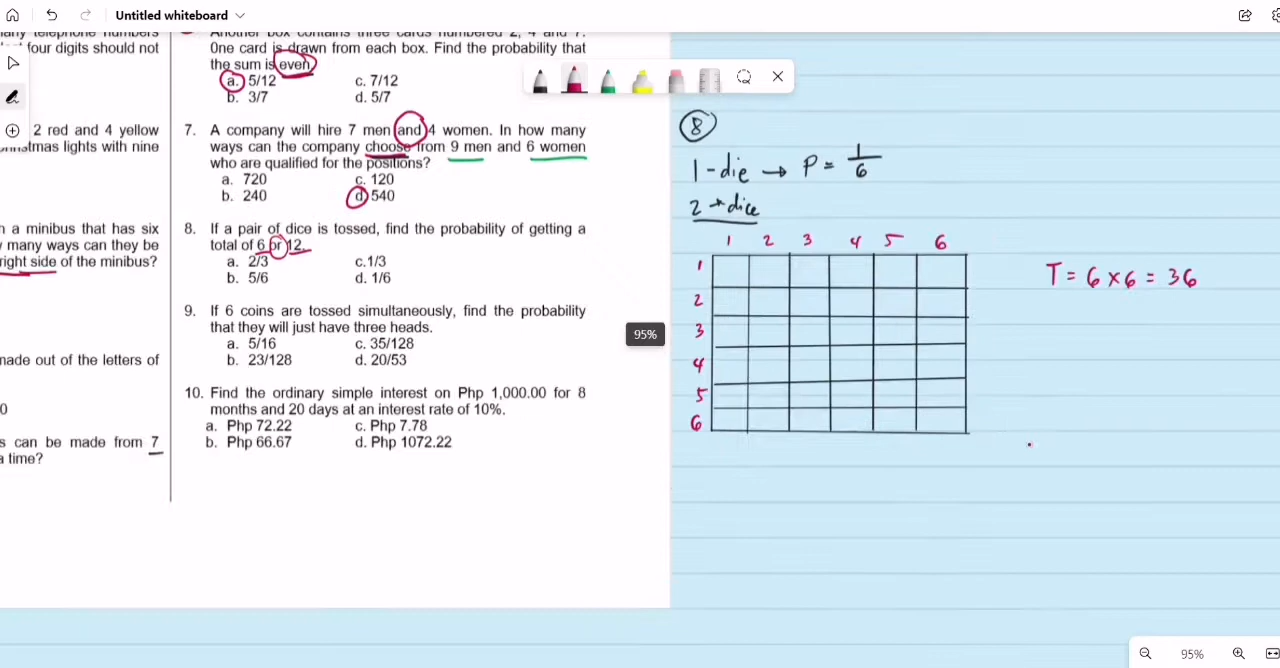 Untitled whiteboard
four digits should not
2 red and 4 yellow
lights with nine
a minibus that has six
many ways can they be
right side of the minibus?
made out of the letters of
0
can be made from 7
a time?
Another box contains three cards numbered 2, 4 and 7.
One card is drawn from each box. Find the probability that
the sum is even.
a. 5/12 c. 7/12
b. 3/7 d. 5/7
7. A company will hire 7 men and 4 women. In how many
ways can the company choose from 9 men and 6 women
who are qualified for the positions?
a. 720 c. 120
b. 240 d. 540
8. If a pair of dice is tossed, find the probability of getting a
total of 6 or 12.
a. 2/3 c.1/3
b. 5/6 d. 1/6
9. If 6 coins are tossed simultaneously, find the probability
that they will just have three heads.
a. 5/16 c. 35/128
b. 23/128 d. 20/53
10. Find the ordinary simple interest on Php 1,000.00 for 8
months and 20 days at an interest rate of 10%.
a. Php 72.22 c. Php 7.78
b. Php 66.67 d. Php 1072.22
95%
8
1-die → P = 1/6
2 → dice
1 2 3 4 5 6
1
2
3
4
5
6
T = 6 × 6 = 36
95%